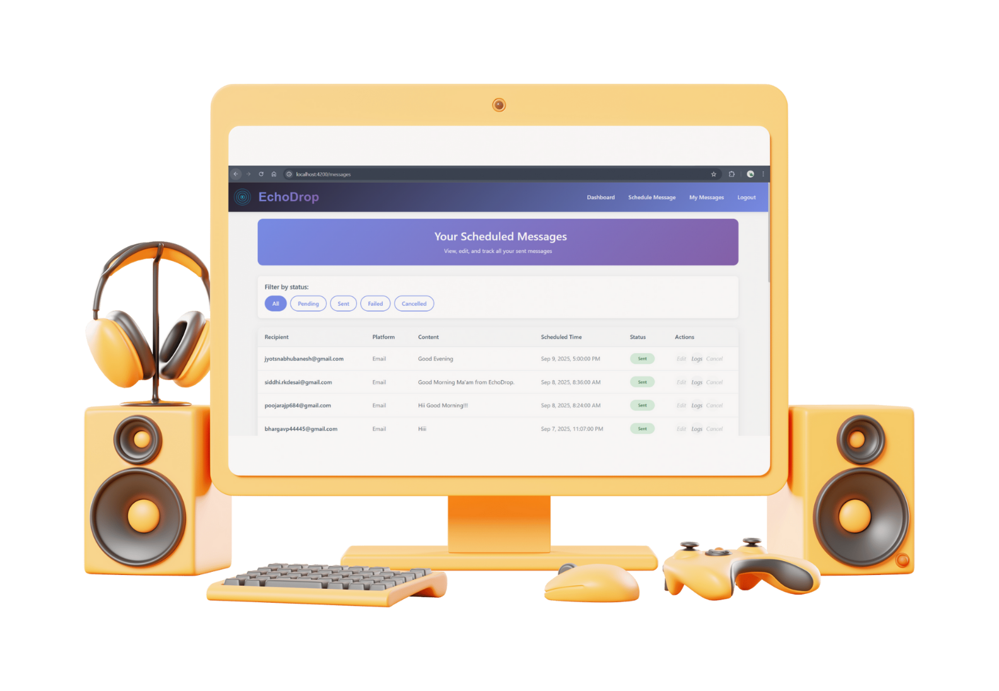 localhost:4200/messages
EchoDrop Dashboard Schedule Message My Messages Logout
Your Scheduled Messages
View, edit, and track all your sent messages
Filter by status:
All Pending Sent Failed Cancelled
Recipient Platform Content Scheduled Time Status Actions
jyotsnabhubanesh@gmail.com Email Good Evening Sep 9, 2025, 5:00:00 PM Sent Edit Logs Cancel
siddhi.rkdesai@gmail.com Email Good Morning Ma'am from EchoDrop. Sep 8, 2025, 8:36:00 AM Sent Edit Logs Cancel
poojarajp684@gmail.com Email Hii Good Morning!!! Sep 8, 2025, 8:24:00 AM Sent Edit Logs Cancel
bhargavp44445@gmail.com Email Hiii Sep 7, 2025, 11:07:00 PM Sent Edit Logs Cancel